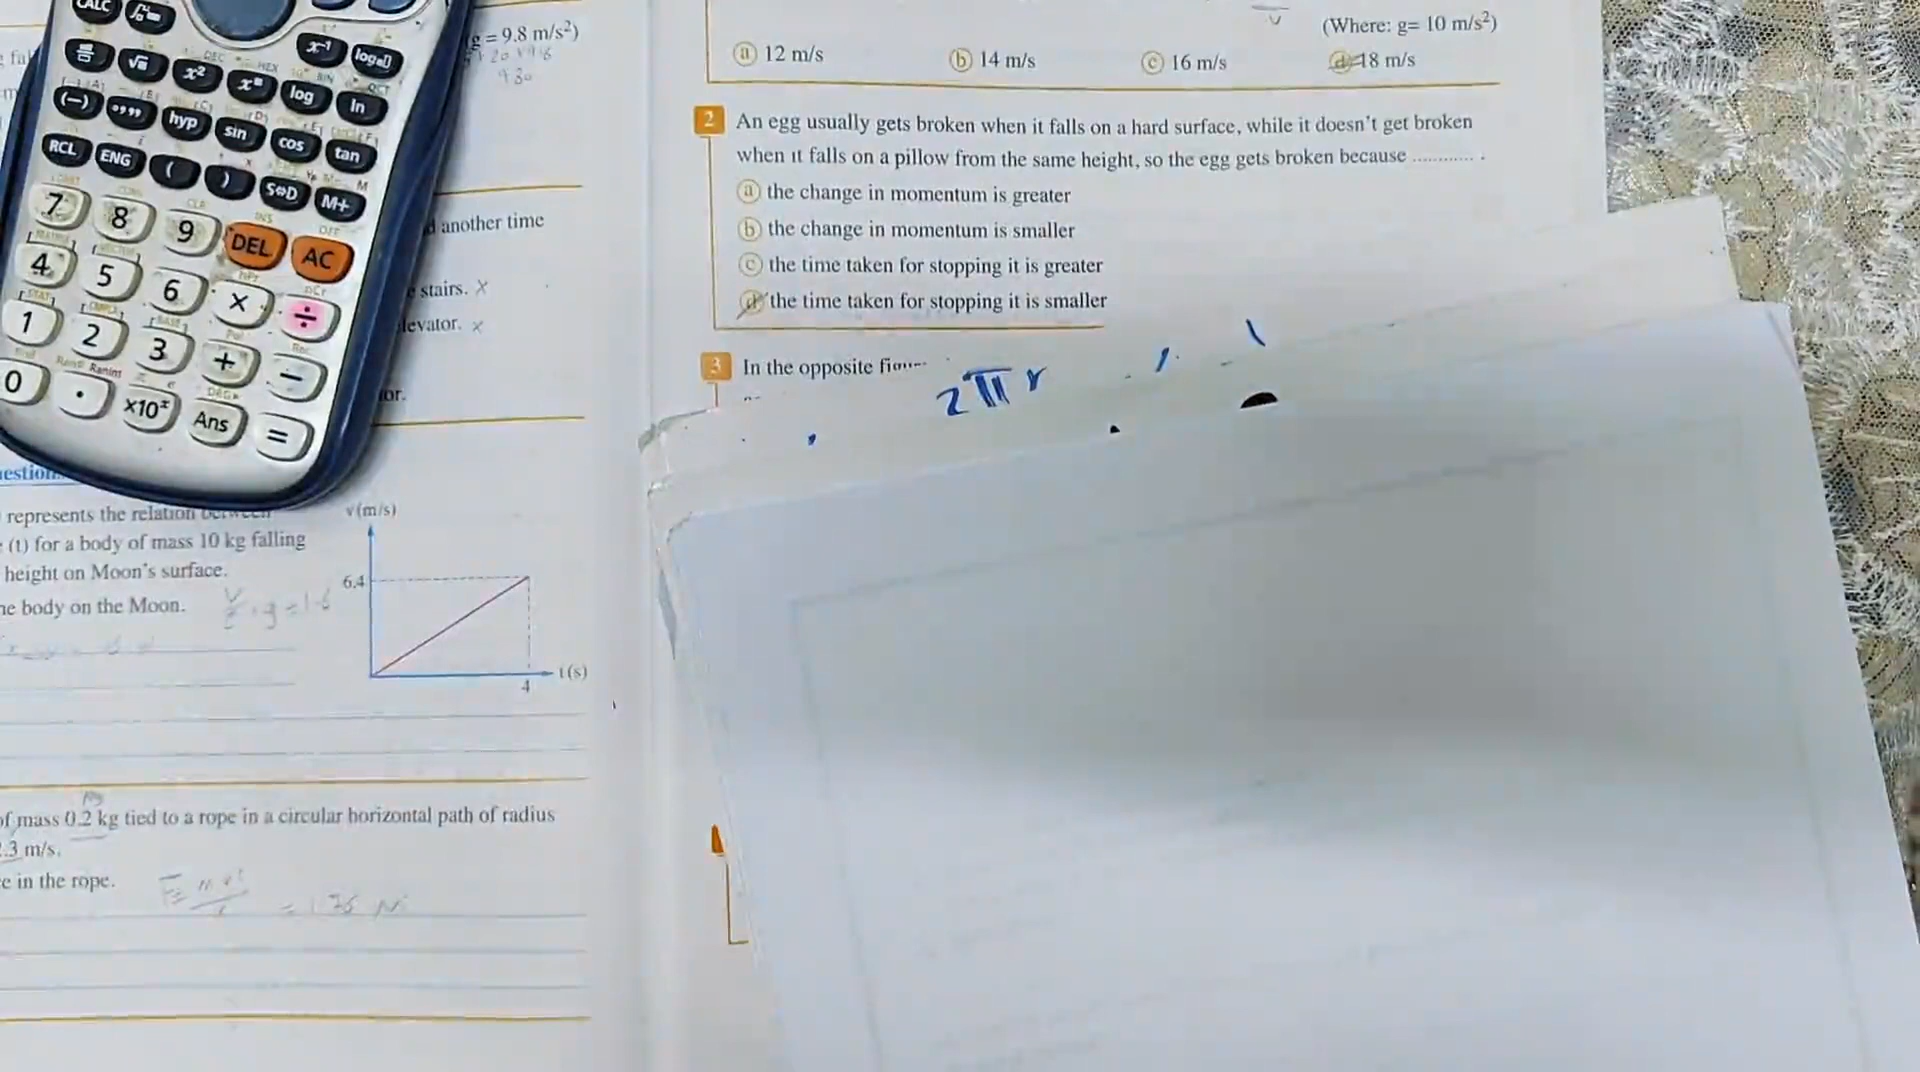 CALC
x⁻¹ log
√ x² log ln
(−) hyp sin cos tan
RCL ENG ( ) S⇔D M+
7 8 9 DEL AC
4 5 6 × ÷
1 2 3 + −
0 . ×10ˣ Ans =
= 9.8 m/s²)
another time
stairs. X
levator. x
or.
represents the relation between
(t) for a body of mass 10 kg falling
height on Moon's surface.
he body on the Moon.
v(m/s)
6.4
t(s)
4
of mass 0.2 kg tied to a rope in a circular horizontal path of radius
.3 m/s.
e in the rope.
(Where: g= 10 m/s²)
a 12 m/s b 14 m/s c 16 m/s d 18 m/s
2 An egg usually gets broken when it falls on a hard surface, while it doesn't get broken
when it falls on a pillow from the same height, so the egg gets broken because ............ .
a the change in momentum is greater
b the change in momentum is smaller
c the time taken for stopping it is greater
d the time taken for stopping it is smaller
3 In the opposite
2πr